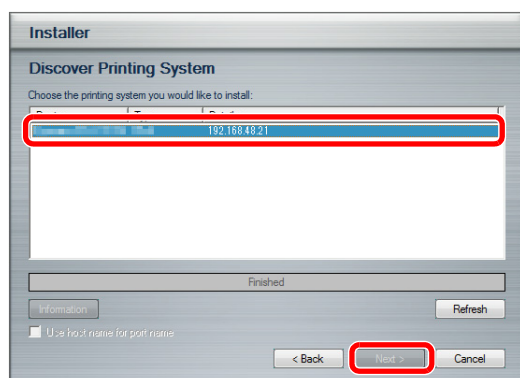 Installer
Discover Printing System
Choose the printing system you would like to install:
192.168.48.21
Finished
Information
Refresh
Use host name for port name
< Back
Next >
Cancel